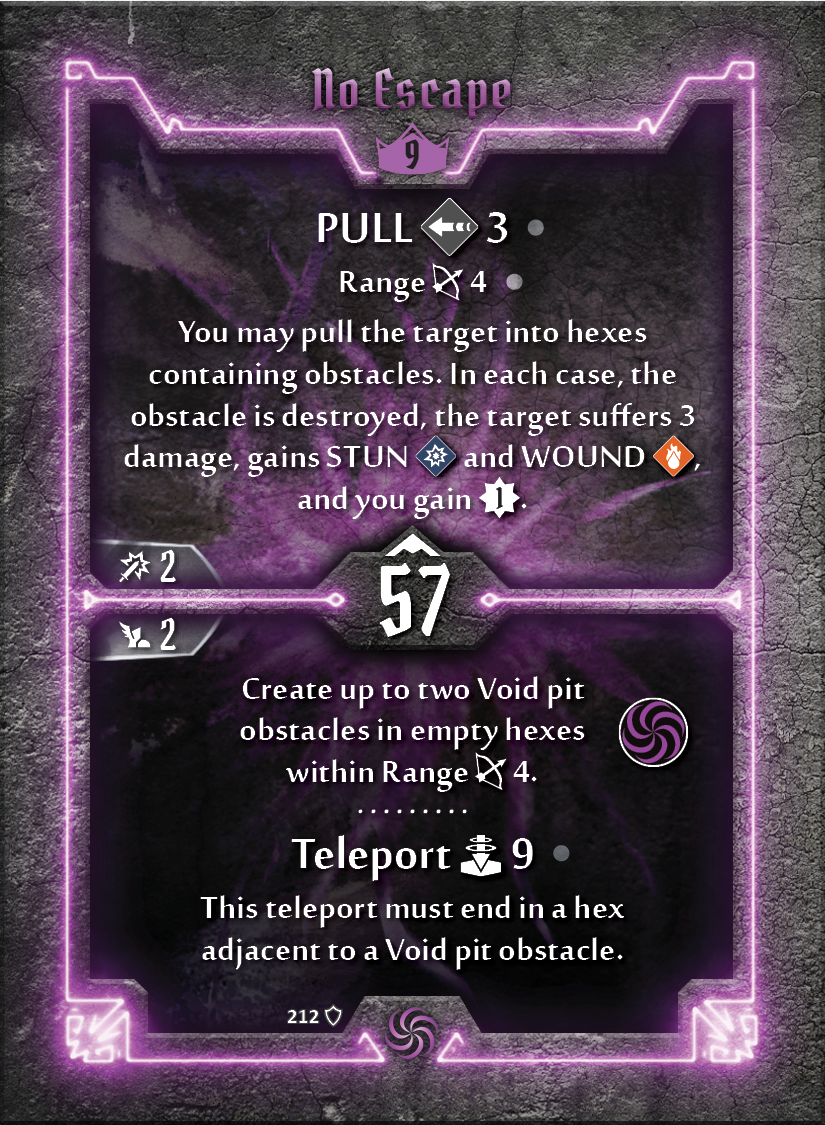 No Escape
9
PULL 3
Range 4
You may pull the target into hexes
containing obstacles. In each case, the
obstacle is destroyed, the target suffers 3
damage, gains STUN and WOUND ,
and you gain 1.
2
57
2
Create up to two Void pit
obstacles in empty hexes
within Range 4.
.........
Teleport 9
This teleport must end in a hex
adjacent to a Void pit obstacle.
212